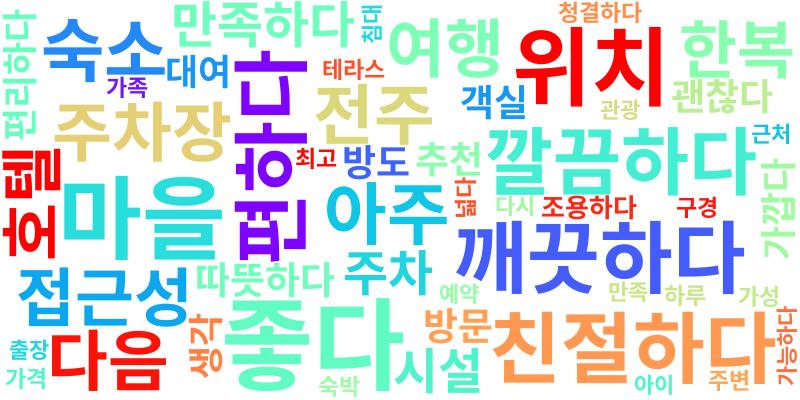 편리하다
숙소
만족하다
침대
여행
청결하다
위치
한복
가족
대여
테라스
객실
관광
괜찮다
주차장
편하다
전주
호텔
최고
방도
추천
깔끔하다
근처
마을
아주
넓다
다시
조용하다
구경
가깝다
깨끗하다
접근성
따뜻하다
주차
예약
만족
하루
가성
출장
다음
생각
좋다
방문
시설
친절하다
가능하다
가격
숙박
아이
주변